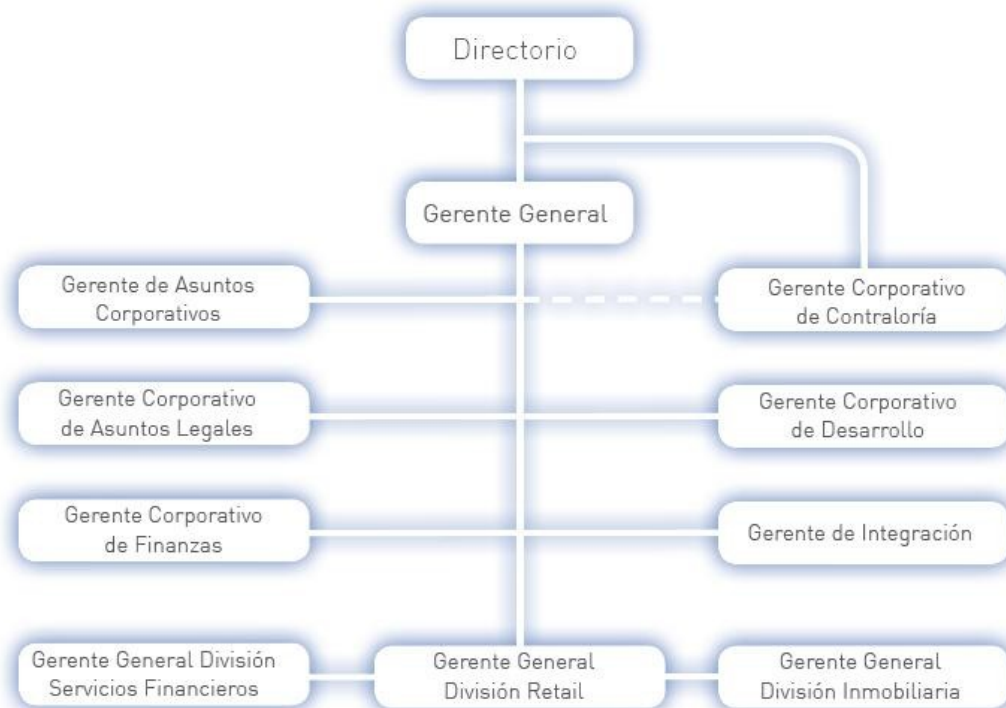 Directorio
Gerente General
Gerente de Asuntos
Corporativos
Gerente Corporativo
de Contraloría
Gerente Corporativo
de Asuntos Legales
Gerente Corporativo
de Desarrollo
Gerente Corporativo
de Finanzas
Gerente de Integración
Gerente General División
Servicios Financieros
Gerente General
División Retail
Gerente General
División Inmobiliaria